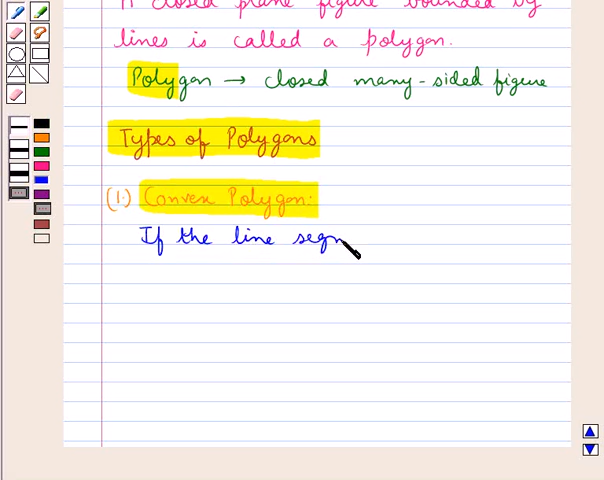 A closed plane figure bounded by
lines is called a polygon.
Polygon → closed many-sided figure
Types of Polygons
(1.) Convex Polygon:
If the line segm